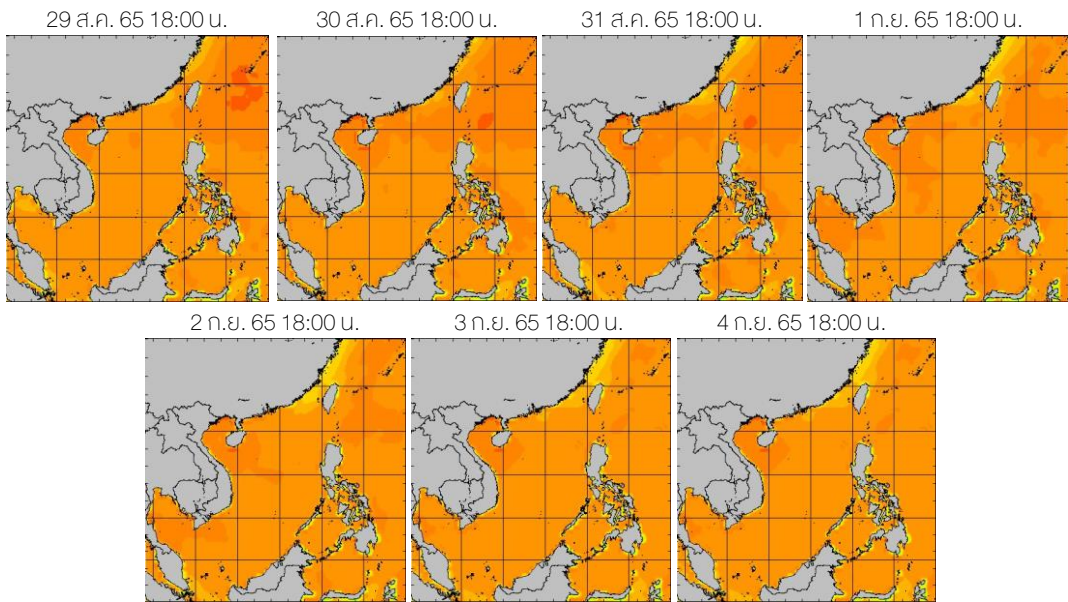 29 ส.ค. 65 18:00 น.
30 ส.ค. 65 18:00 น.
31 ส.ค. 65 18:00 น.
1 ก.ย. 65 18:00 น.
2 ก.ย. 65 18:00 น.
3 ก.ย. 65 18:00 น.
4 ก.ย. 65 18:00 น.